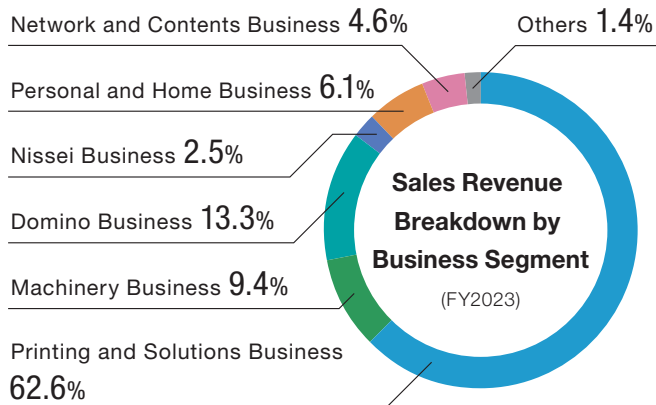 Network and Contents Business 4.6%
Others 1.4%
Personal and Home Business 6.1%
Nissei Business 2.5%
Domino Business 13.3%
Machinery Business 9.4%
Printing and Solutions Business
62.6%
Sales Revenue
Breakdown by
Business Segment
(FY2023)